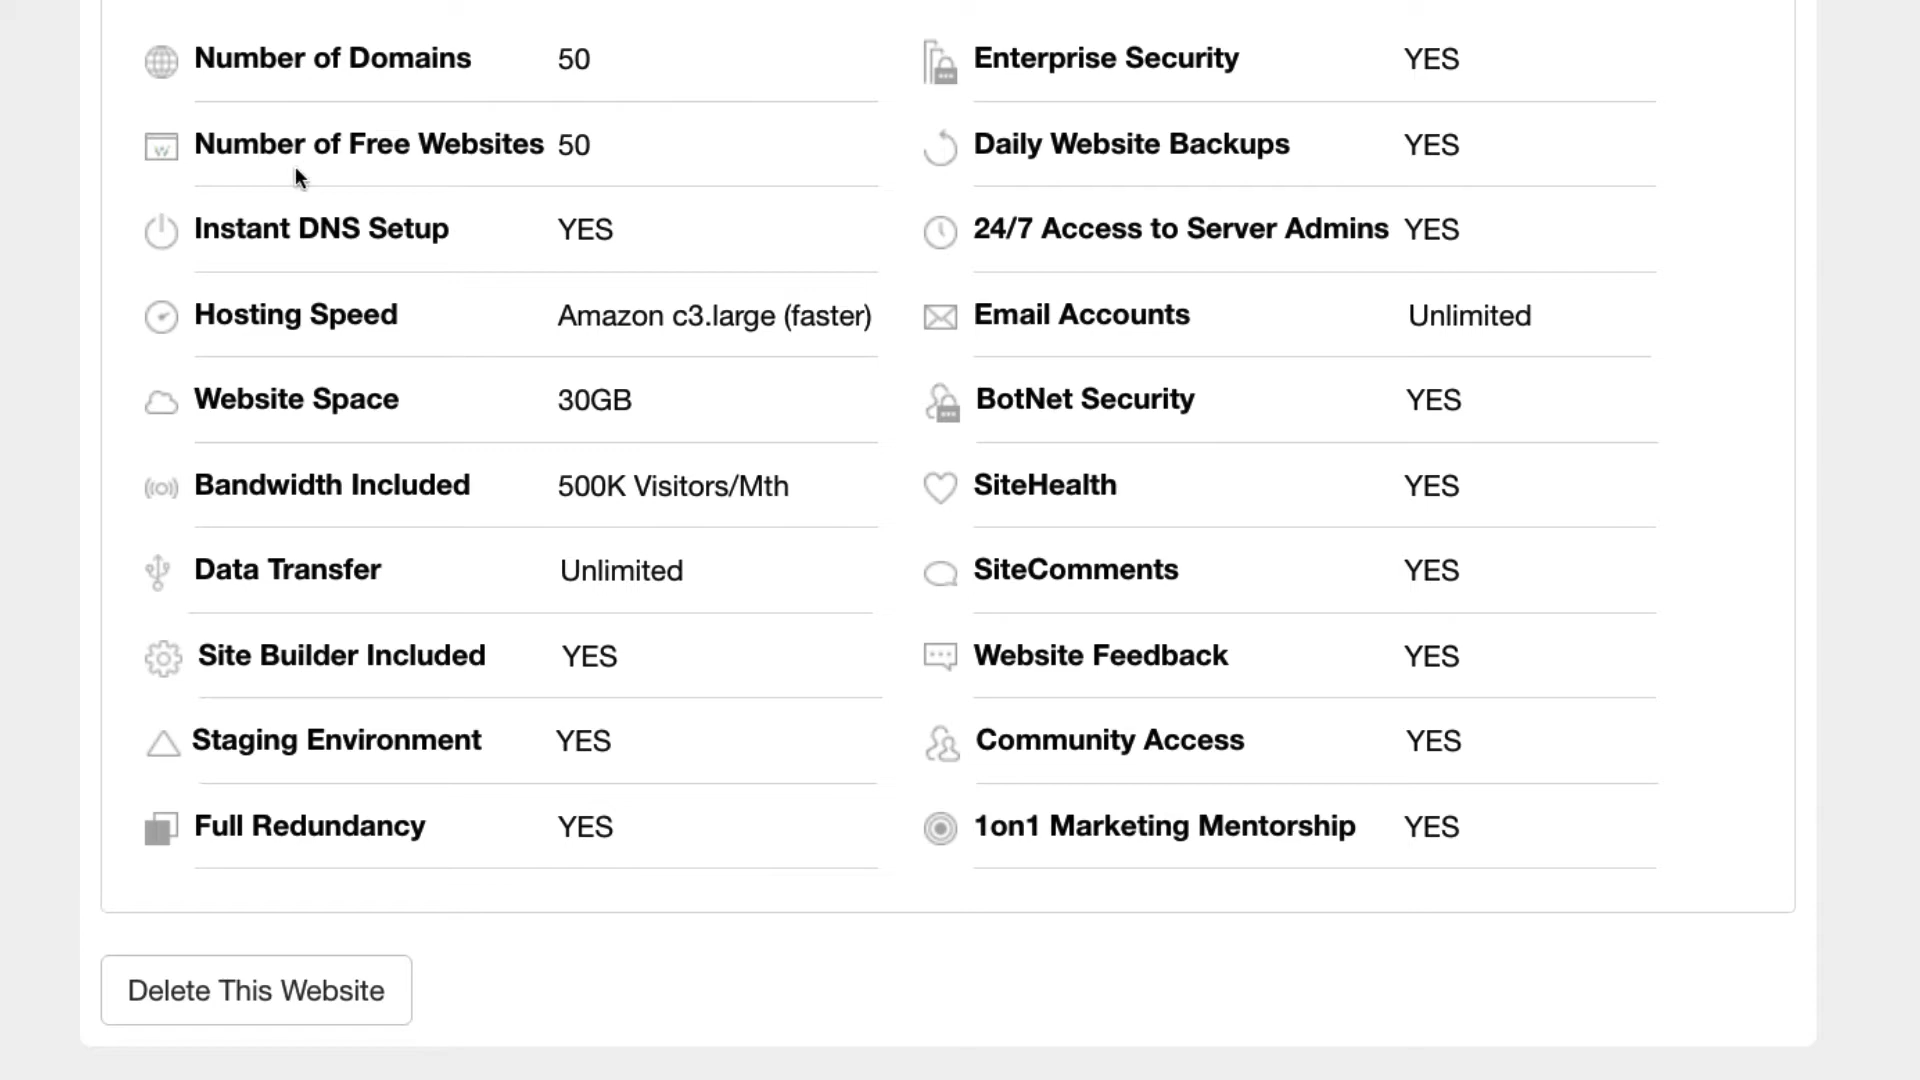 Number of Domains 50
Number of Free Websites 50
Instant DNS Setup YES
Hosting Speed Amazon c3.large (faster)
Website Space 30GB
Bandwidth Included 500K Visitors/Mth
Data Transfer Unlimited
Site Builder Included YES
Staging Environment YES
Full Redundancy YES
Enterprise Security YES
Daily Website Backups YES
24/7 Access to Server Admins YES
Email Accounts Unlimited
BotNet Security YES
SiteHealth YES
SiteComments YES
Website Feedback YES
Community Access YES
1on1 Marketing Mentorship YES
Delete This Website